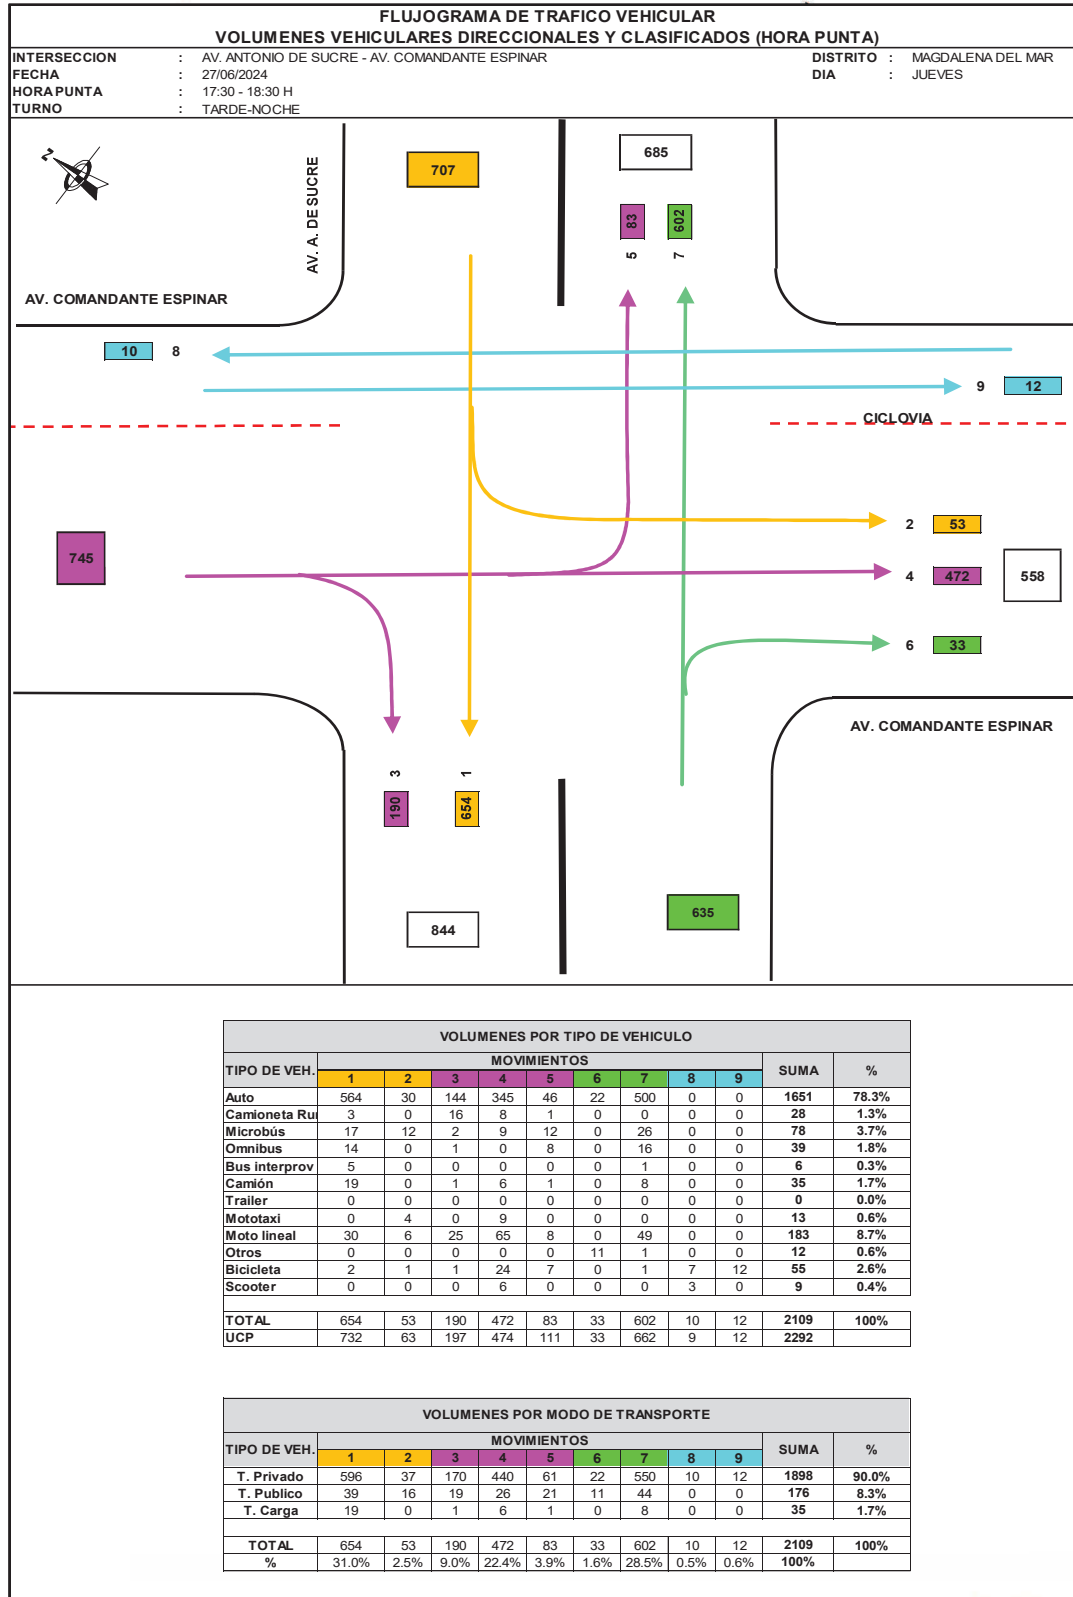 FLUJOGRAMA DE TRAFICO VEHICULAR
VOLUMENES VEHICULARES DIRECCIONALES Y CLASIFICADOS (HORA PUNTA)
INTERSECCION : AV. ANTONIO DE SUCRE - AV. COMANDANTE ESPINAR DISTRITO : MAGDALENA DEL MAR
FECHA : 27/06/2024 DIA : JUEVES
HORA PUNTA : 17:30 - 18:30 H
TURNO : TARDE-NOCHE
N
AV. A. DE SUCRE
707
685
83
602
5
7
AV. COMANDANTE ESPINAR
10 8
9 12
CICLOVIA
2 53
745
4 472 558
6 33
AV. COMANDANTE ESPINAR
3
1
190
654
635
844
VOLUMENES POR TIPO DE VEHICULO
TIPO DE VEH. MOVIMIENTOS SUMA %
1 2 3 4 5 6 7 8 9
Auto 564 30 144 345 46 22 500 0 0 1651 78.3%
Camioneta Ru 3 0 16 8 1 0 0 0 0 28 1.3%
Microbús 17 12 2 9 12 0 26 0 0 78 3.7%
Omnibus 14 0 1 0 8 0 16 0 0 39 1.8%
Bus interprov 5 0 0 0 0 0 1 0 0 6 0.3%
Camión 19 0 1 6 1 0 8 0 0 35 1.7%
Trailer 0 0 0 0 0 0 0 0 0 0 0.0%
Mototaxi 0 4 0 9 0 0 0 0 0 13 0.6%
Moto lineal 30 6 25 65 8 0 49 0 0 183 8.7%
Otros 0 0 0 0 0 11 1 0 0 12 0.6%
Bicicleta 2 1 1 24 7 0 1 7 12 55 2.6%
Scooter 0 0 0 6 0 0 0 3 0 9 0.4%
TOTAL 654 53 190 472 83 33 602 10 12 2109 100%
UCP 732 63 197 474 111 33 662 9 12 2292
VOLUMENES POR MODO DE TRANSPORTE
TIPO DE VEH. MOVIMIENTOS SUMA %
1 2 3 4 5 6 7 8 9
T. Privado 596 37 170 440 61 22 550 10 12 1898 90.0%
T. Publico 39 16 19 26 21 11 44 0 0 176 8.3%
T. Carga 19 0 1 6 1 0 8 0 0 35 1.7%
TOTAL 654 53 190 472 83 33 602 10 12 2109 100%
% 31.0% 2.5% 9.0% 22.4% 3.9% 1.6% 28.5% 0.5% 0.6% 100%